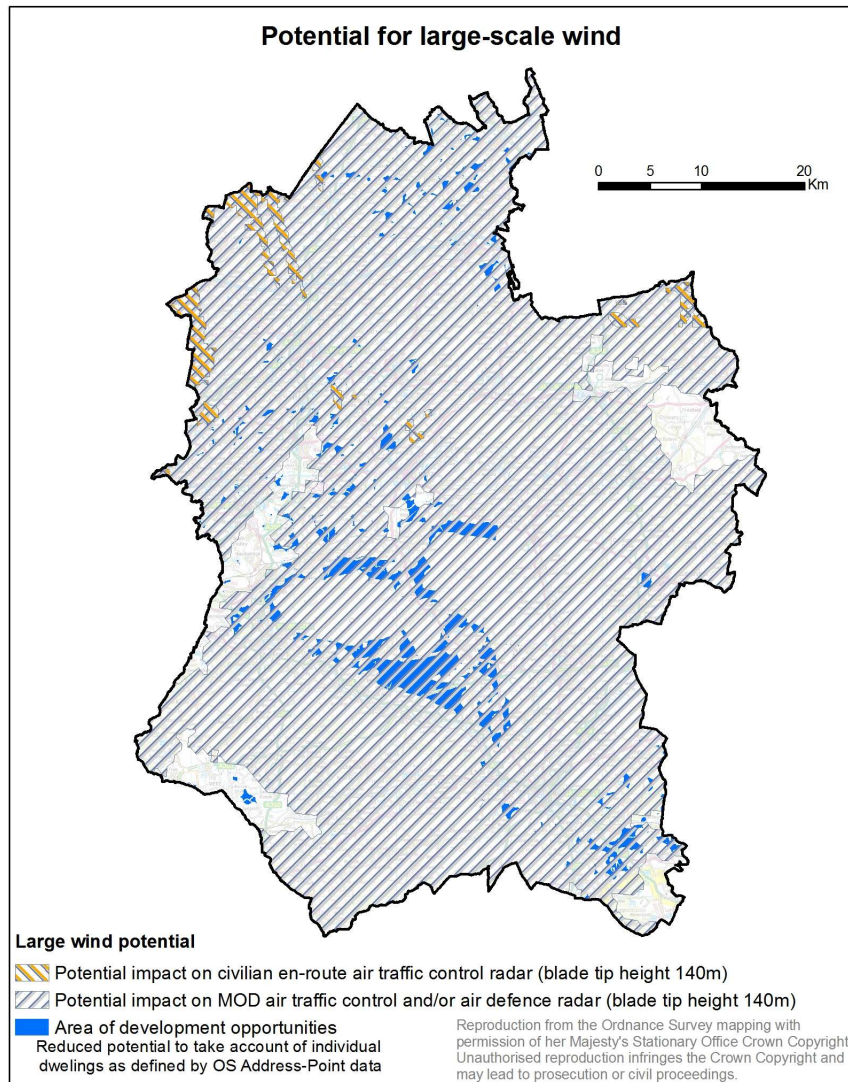 Potential for large-scale wind
0 5 10 20
Km
Large wind potential
Potential impact on civilian en-route air traffic control radar (blade tip height 140m)
Potential impact on MOD air traffic control and/or air defence radar (blade tip height 140m)
Area of development opportunities
Reduced potential to take account of individual
dwelings as defined by OS Address-Point data
Reproduction from the Ordnance Survey mapping with
permission of her Majesty's Stationary Office Crown Copyright
Unauthorised reproduction infringes the Crown Copyright and
may lead to prosecution or civil proceedings.